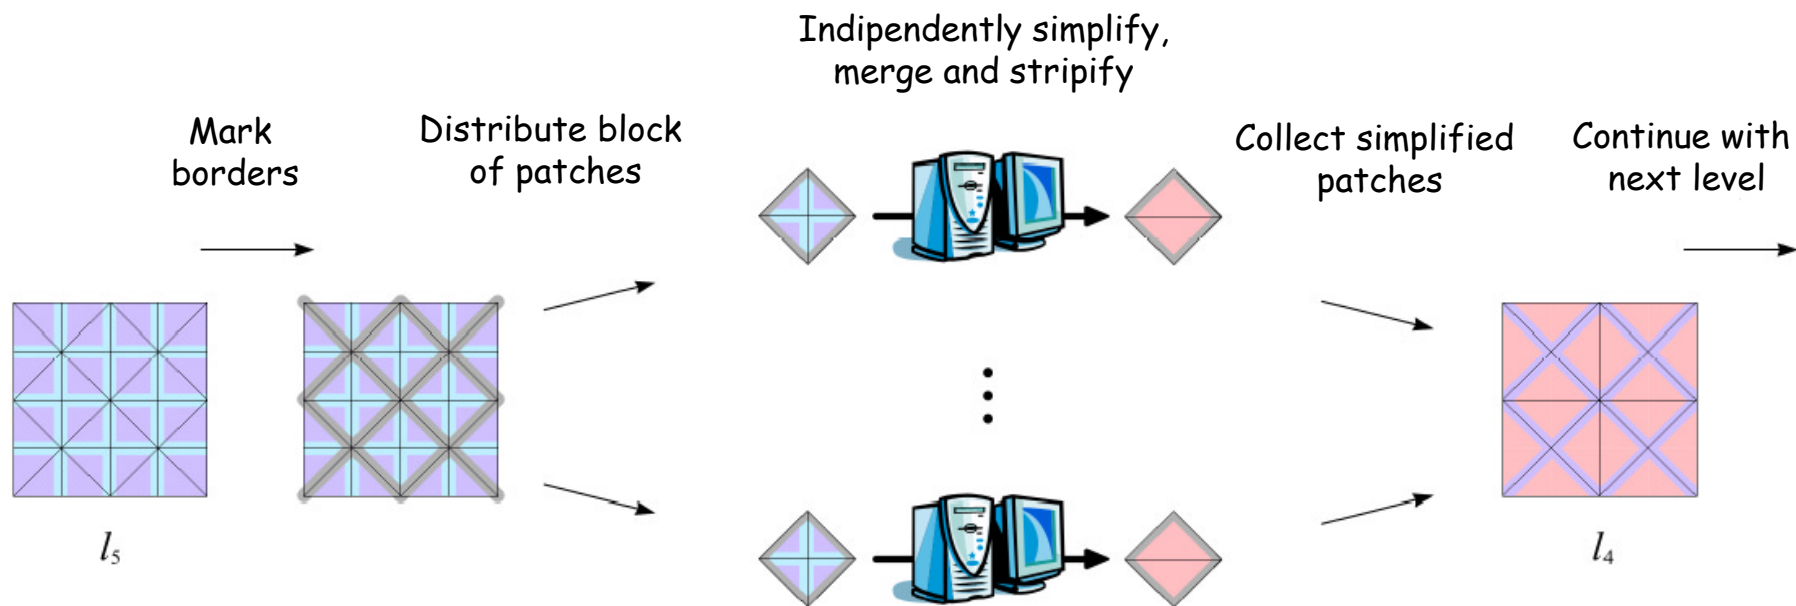 Indipendently simplify,
merge and stripify
Mark
borders
Distribute block
of patches
Collect simplified
patches
Continue with
next level
l₅
l₄